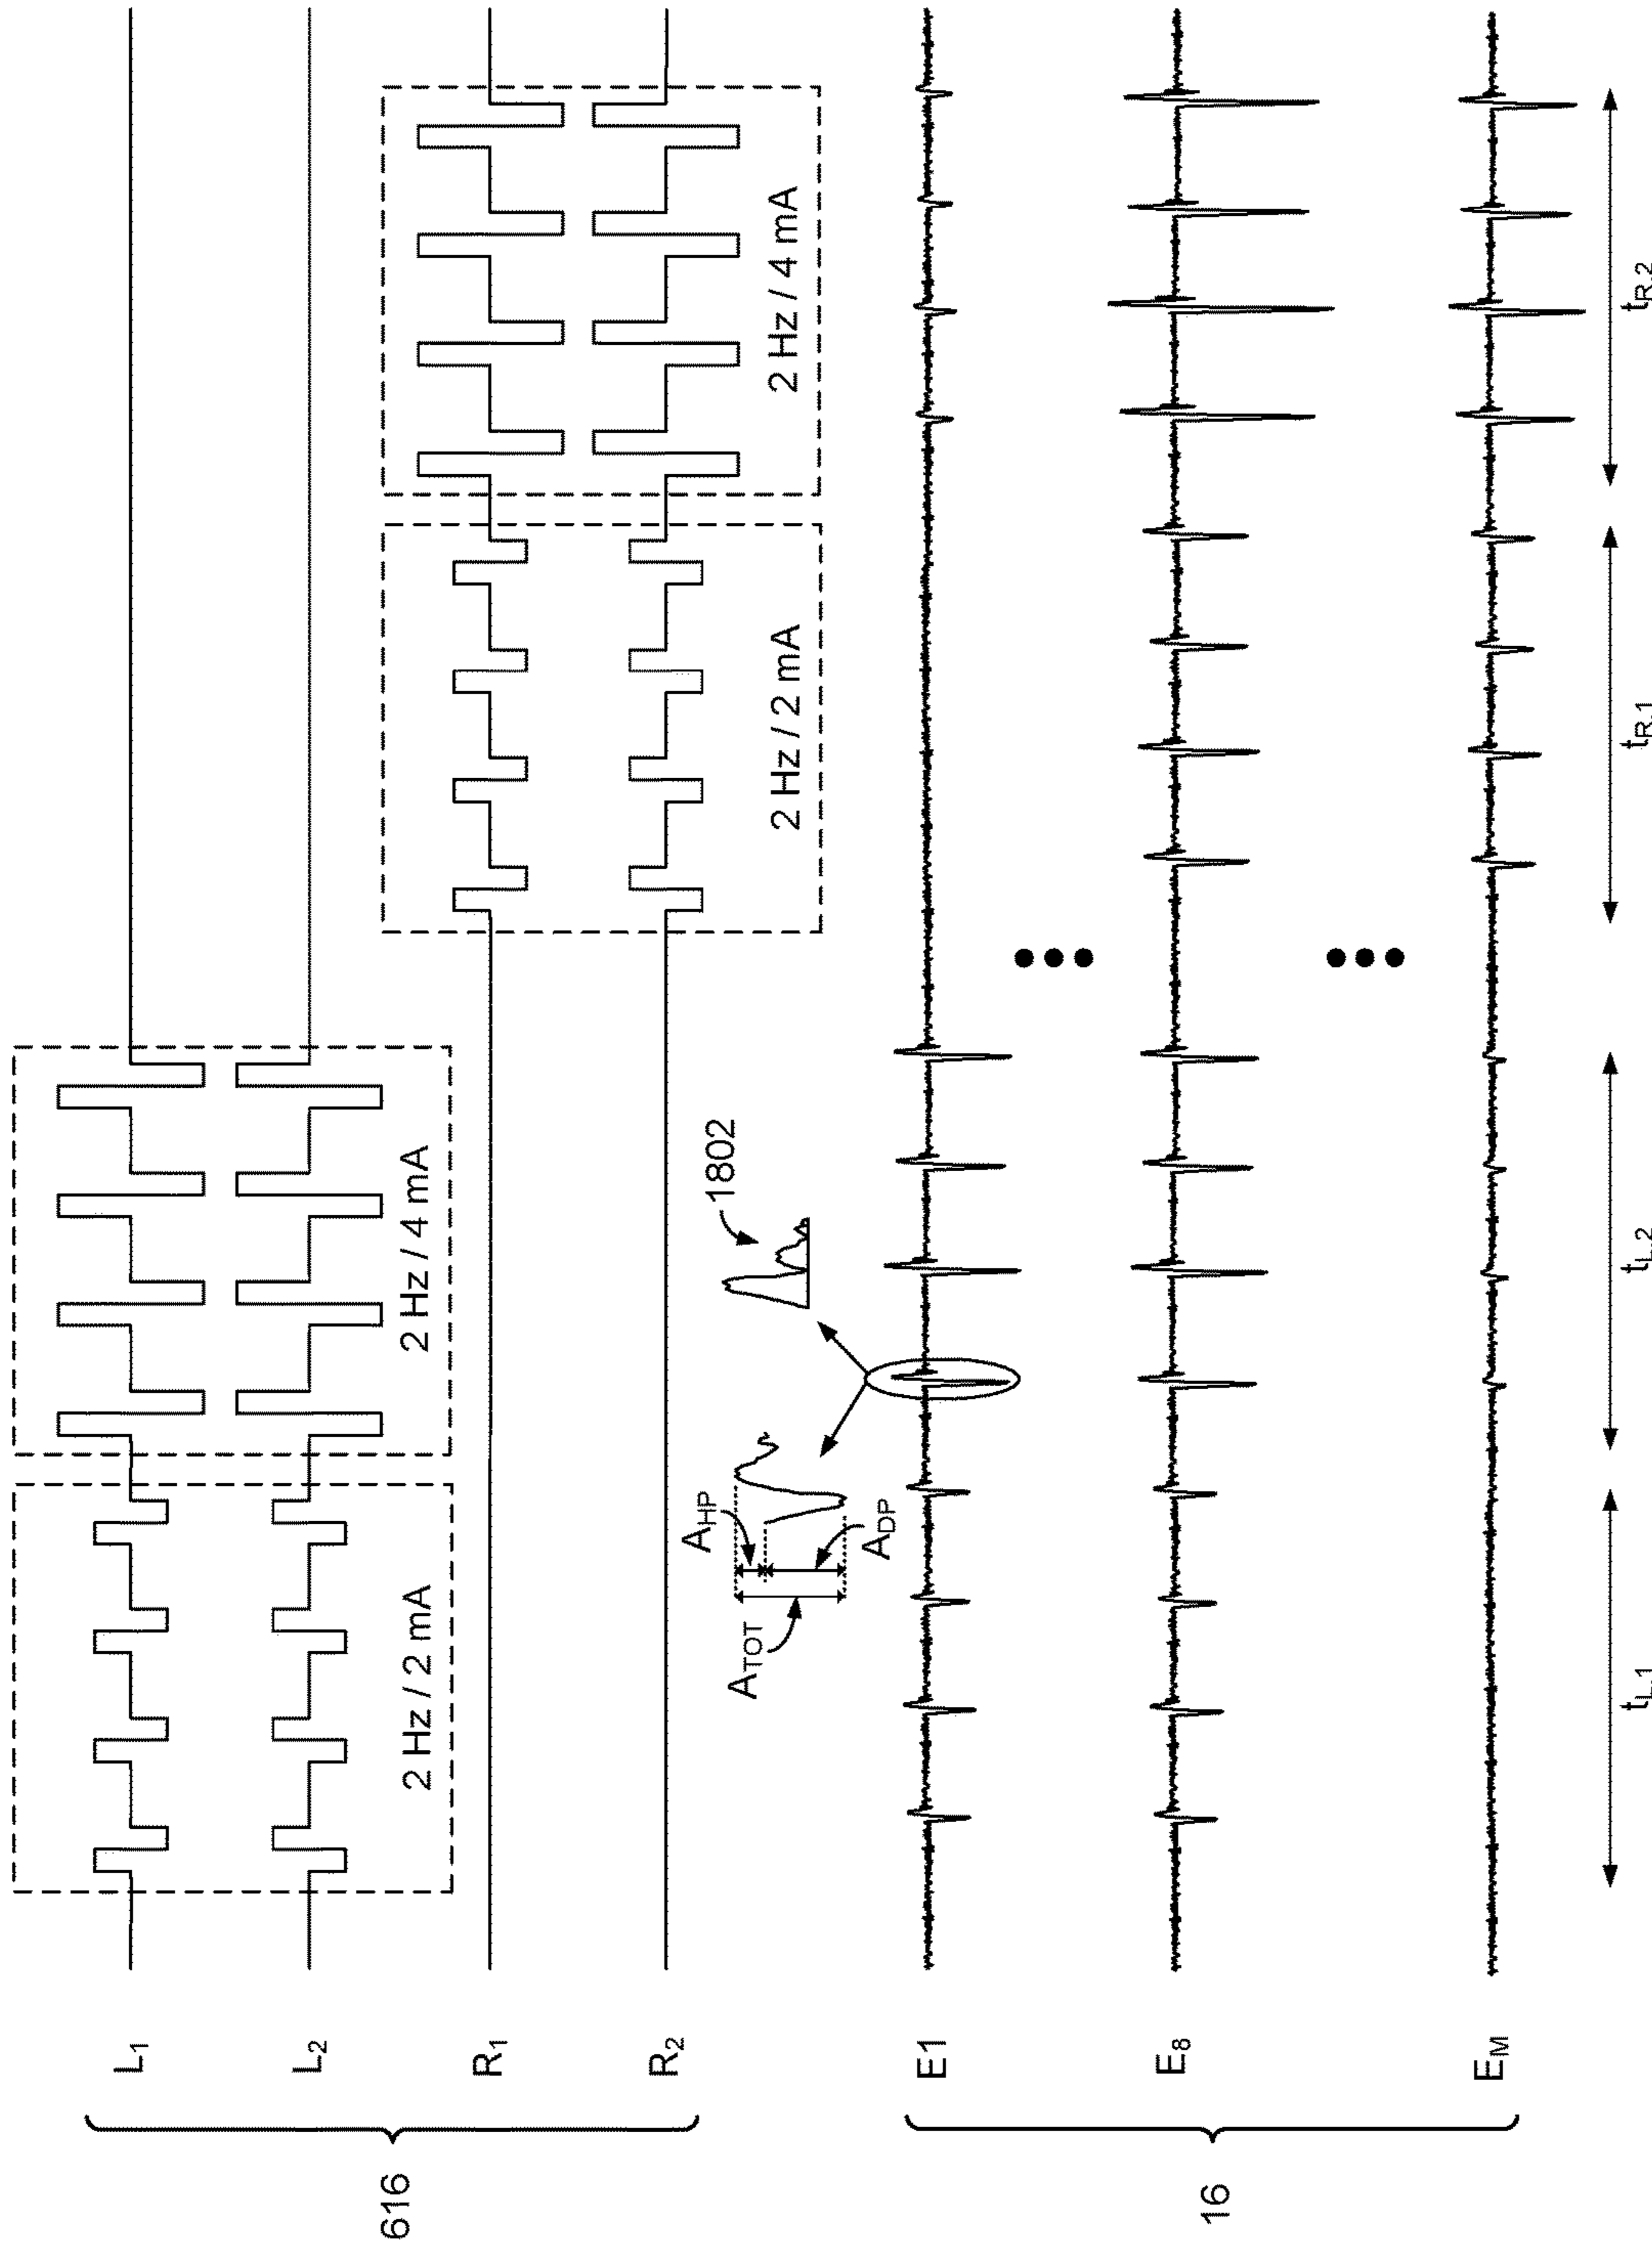 616
L1
L2
R1
R2
2 Hz / 2 mA
2 Hz / 4 mA
2 Hz / 2 mA
2 Hz / 4 mA
ATOT
AHP
ADP
1802
16
E1
E8
EM
tL.1
tL.2
tR.1
tR.2